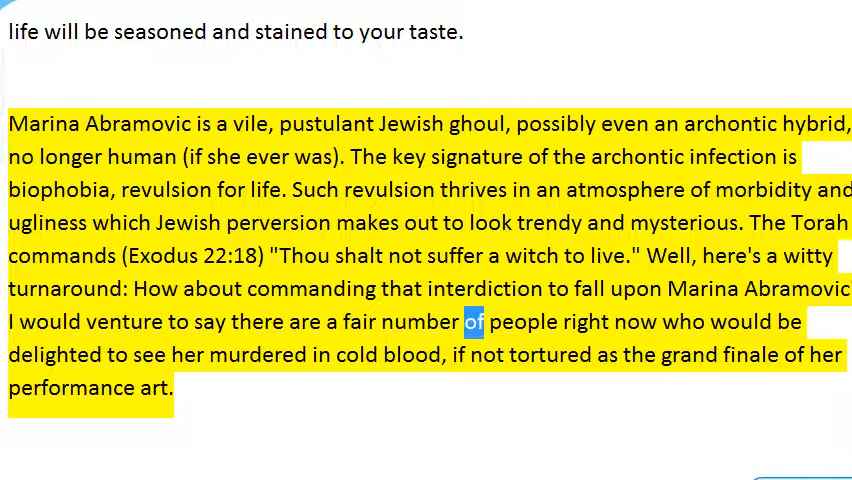 life will be seasoned and stained to your taste.
Marina Abramovic is a vile, pustulant Jewish ghoul, possibly even an archontic hybrid,
no longer human (if she ever was). The key signature of the archontic infection is
biophobia, revulsion for life. Such revulsion thrives in an atmosphere of morbidity and
ugliness which Jewish perversion makes out to look trendy and mysterious. The Torah
commands (Exodus 22:18) "Thou shalt not suffer a witch to live." Well, here's a witty
turnaround: How about commanding that interdiction to fall upon Marina Abramovic
I would venture to say there are a fair number of people right now who would be
delighted to see her murdered in cold blood, if not tortured as the grand finale of her
performance art.